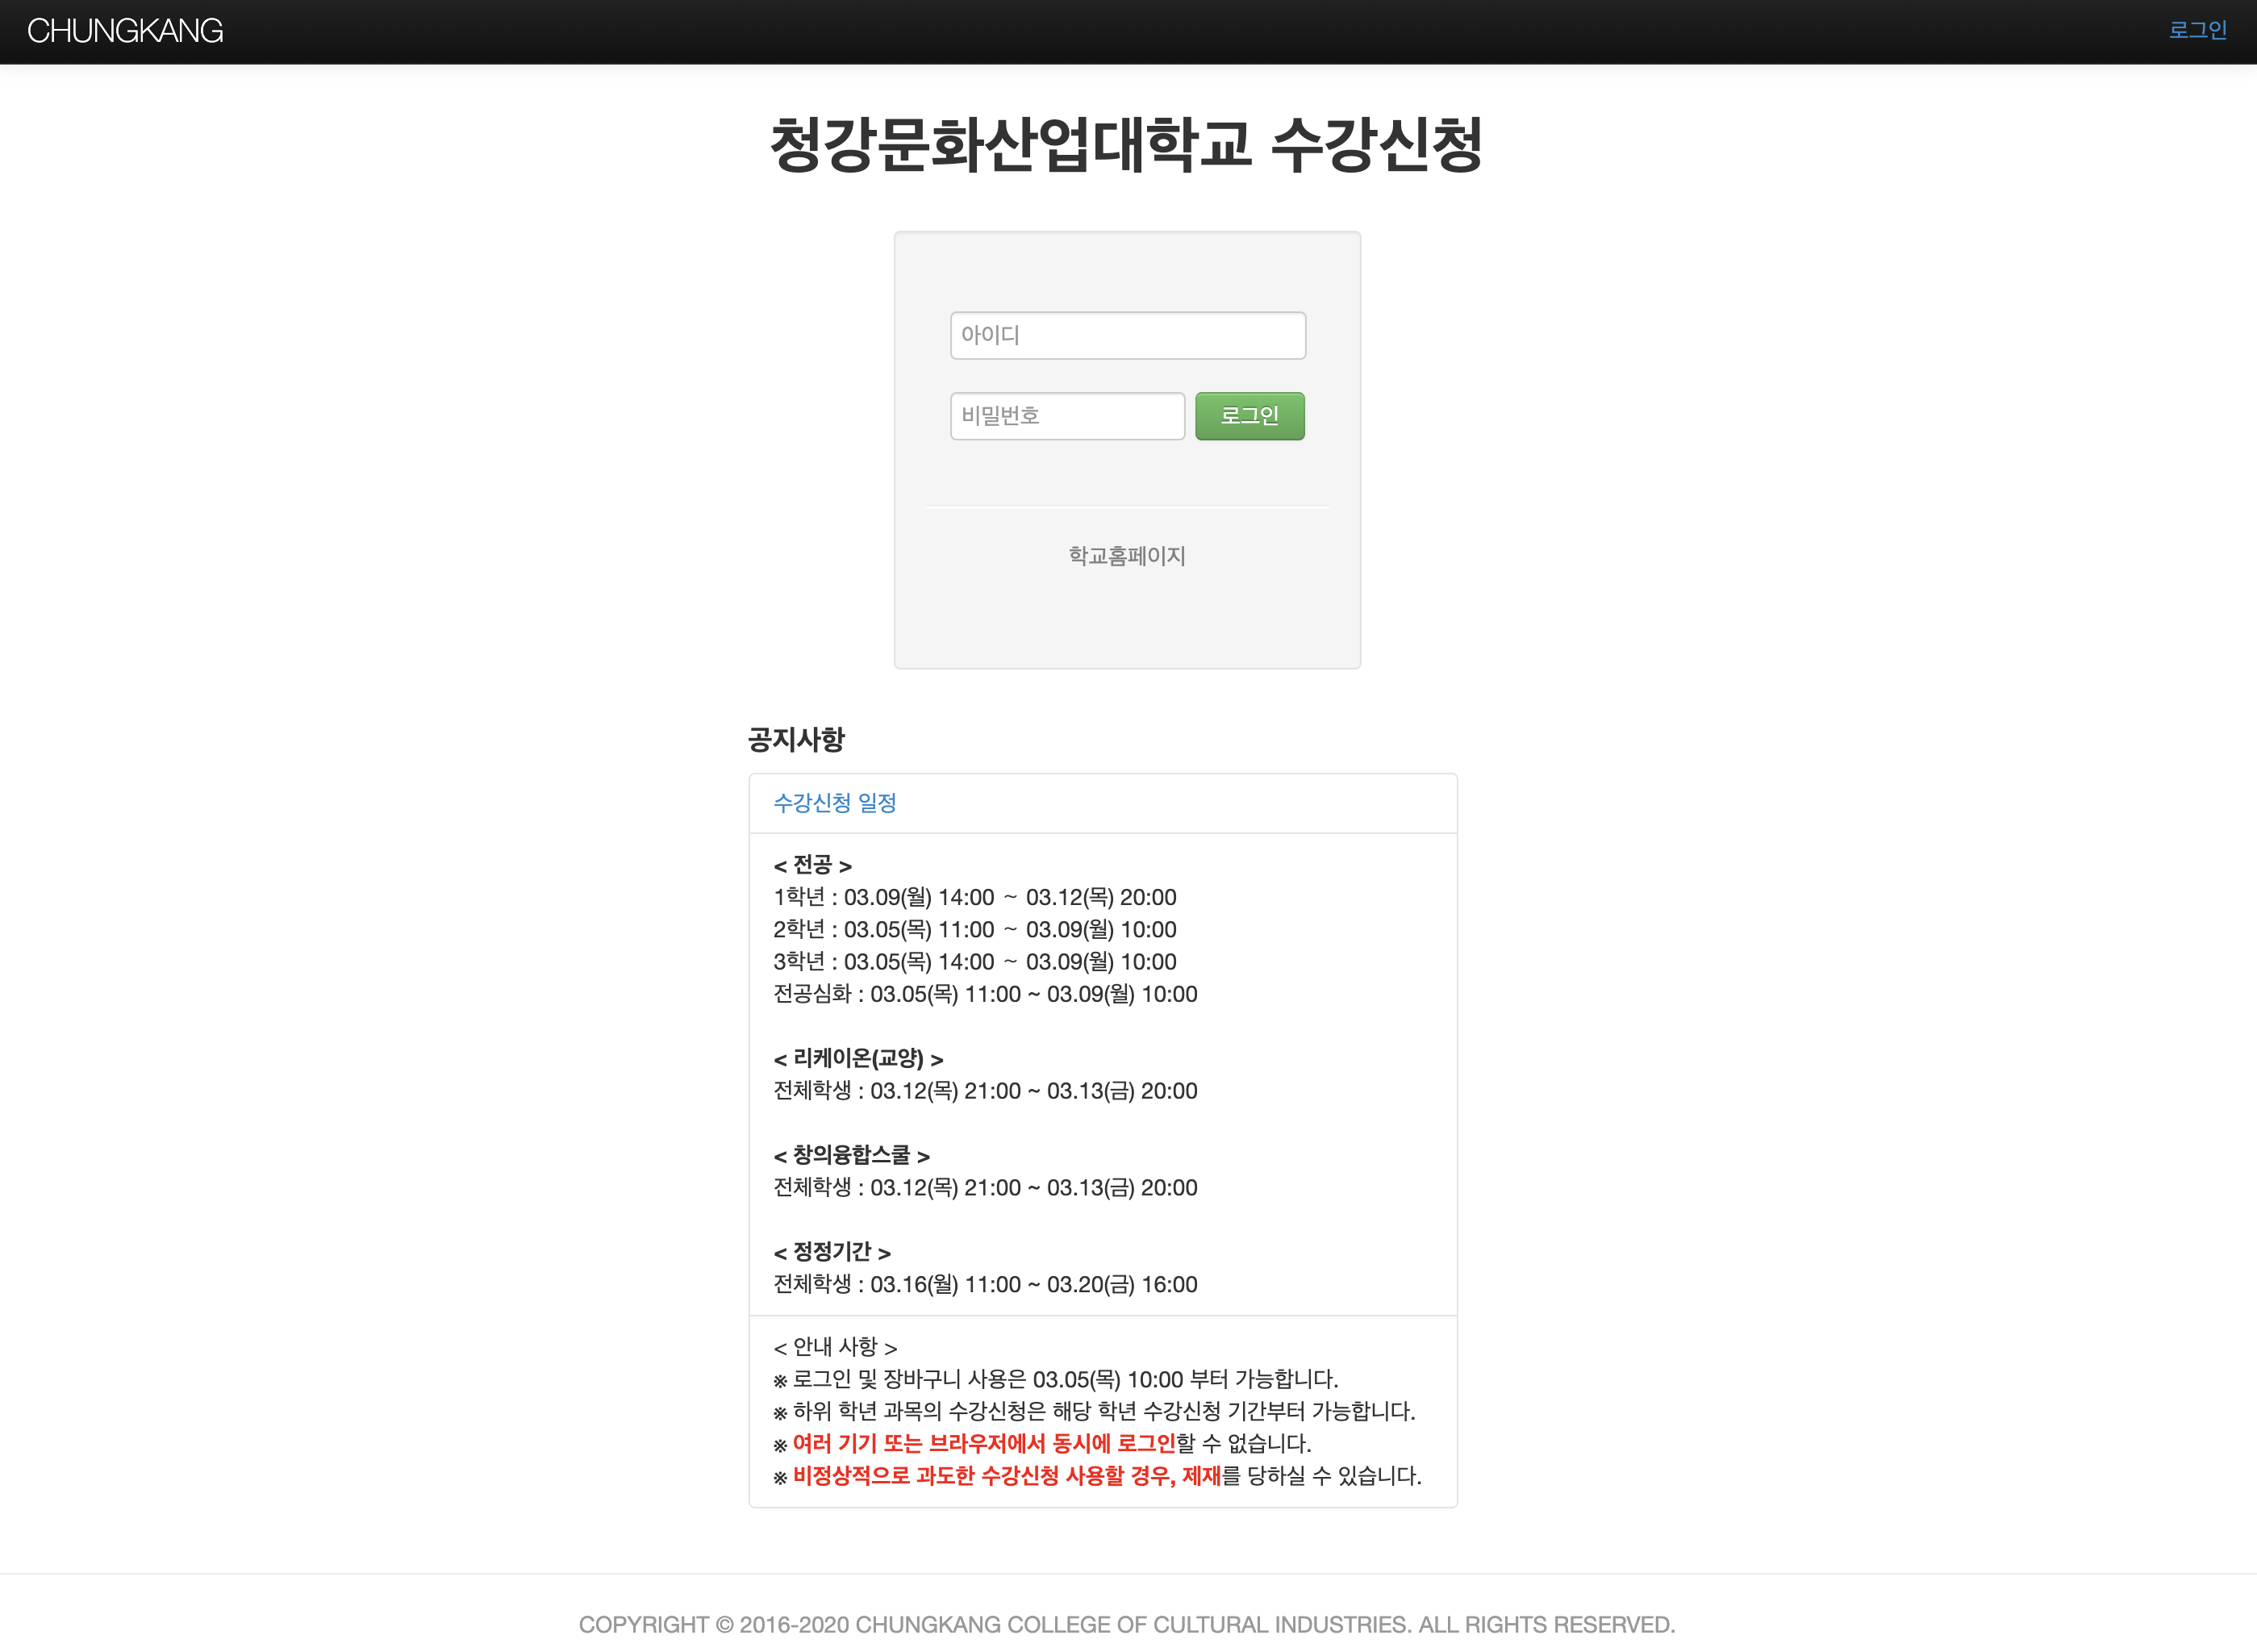 CHUNGKANG
로그인
청강문화산업대학교 수강신청
아이디
비밀번호
로그인
학교홈페이지
공지사항
수강신청 일정
< 전공 >
1학년 : 03.09(월) 14:00 ~ 03.12(목) 20:00
2학년 : 03.05(목) 11:00 ~ 03.09(월) 10:00
3학년 : 03.05(목) 14:00 ~ 03.09(월) 10:00
전공심화 : 03.05(목) 11:00 ~ 03.09(월) 10:00
< 리케이온(교양) >
전체학생 : 03.12(목) 21:00 ~ 03.13(금) 20:00
< 창의융합스쿨 >
전체학생 : 03.12(목) 21:00 ~ 03.13(금) 20:00
< 정정기간 >
전체학생 : 03.16(월) 11:00 ~ 03.20(금) 16:00
< 안내 사항 >
※ 로그인 및 장바구니 사용은 03.05(목) 10:00 부터 가능합니다.
※ 하위 학년 과목의 수강신청은 해당 학년 수강신청 기간부터 가능합니다.
※ 여러 기기 또는 브라우저에서 동시에 로그인할 수 없습니다.
※ 비정상적으로 과도한 수강신청 사용할 경우, 제재를 당하실 수 있습니다.
COPYRIGHT © 2016-2020 CHUNGKANG COLLEGE OF CULTURAL INDUSTRIES. ALL RIGHTS RESERVED.